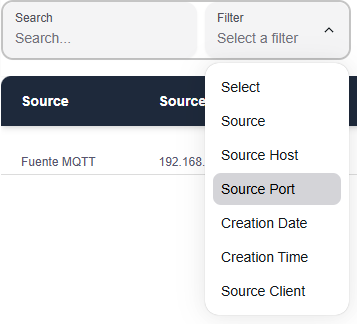 Search
Search...
Filter
Select a filter
Source
Source
Fuente MQTT
192.168.
Select
Source
Source Host
Source Port
Creation Date
Creation Time
Source Client